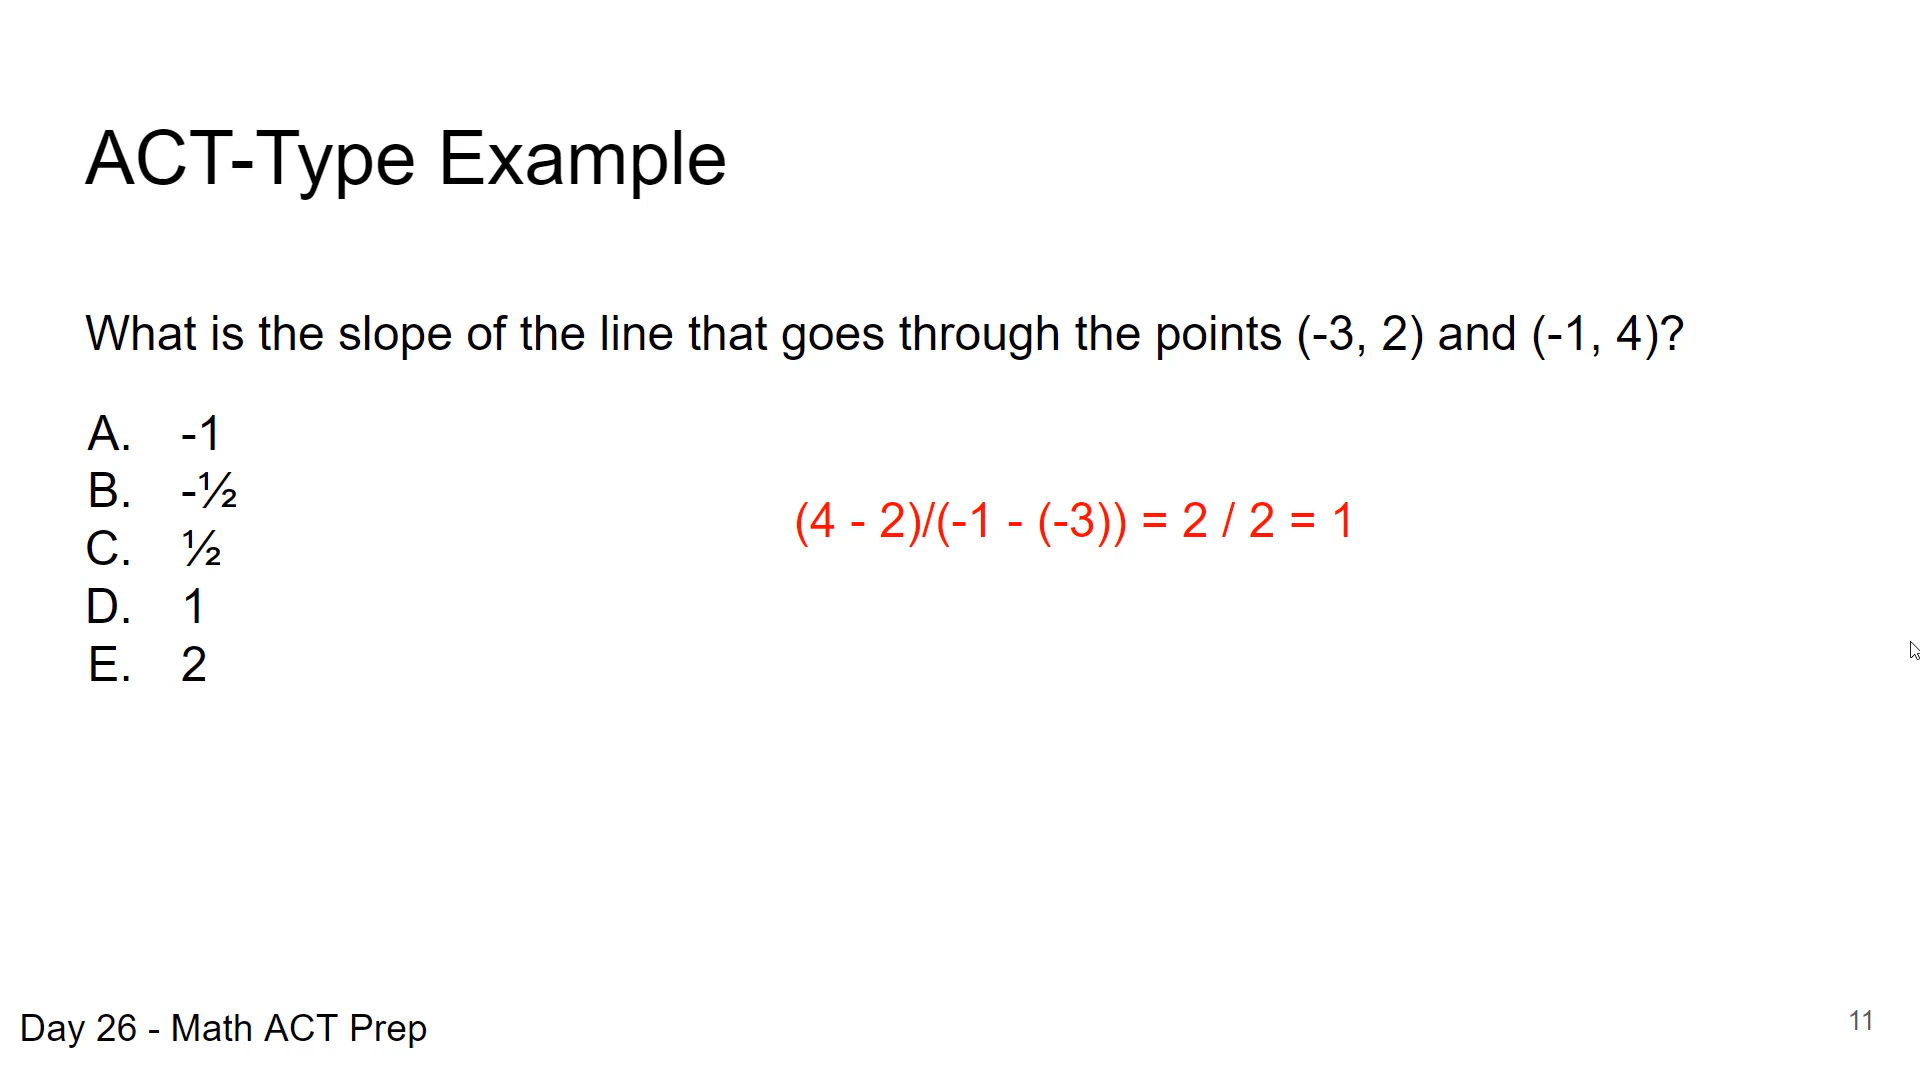 ACT-Type Example
What is the slope of the line that goes through the points (-3, 2) and (-1, 4)?
A. -1
B. -½
C. ½
D. 1
E. 2
(4 - 2)/(-1 - (-3)) = 2 / 2 = 1
Day 26 - Math ACT Prep
11